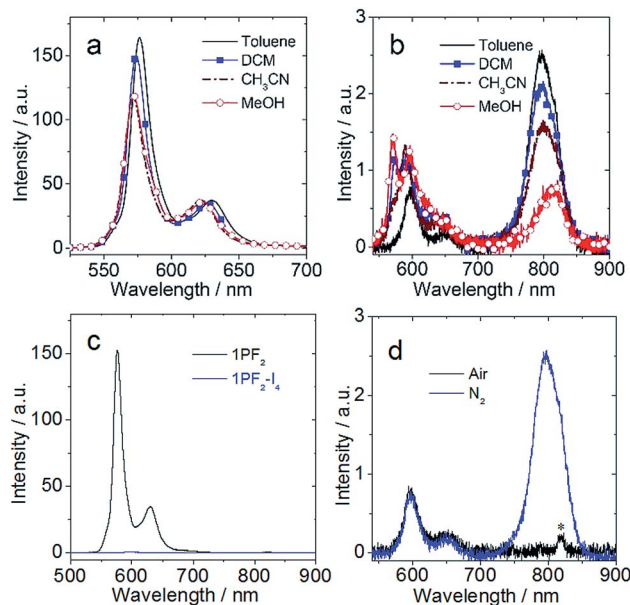 a
Toluene
DCM
CH3CN
MeOH
Intensity / a.u.
150
100
50
0
550
600
650
700
Wavelength / nm
b
Toluene
DCM
CH3CN
MeOH
Intensity / a.u.
3
2
1
0
600
700
800
900
Wavelength / nm
c
1PF2
1PF2-I4
Intensity / a.u.
150
100
50
0
500
600
700
800
900
Wavelength / nm
d
Air
N2
*
Intensity / a.u.
3
2
1
0
600
700
800
900
Wavelength / nm